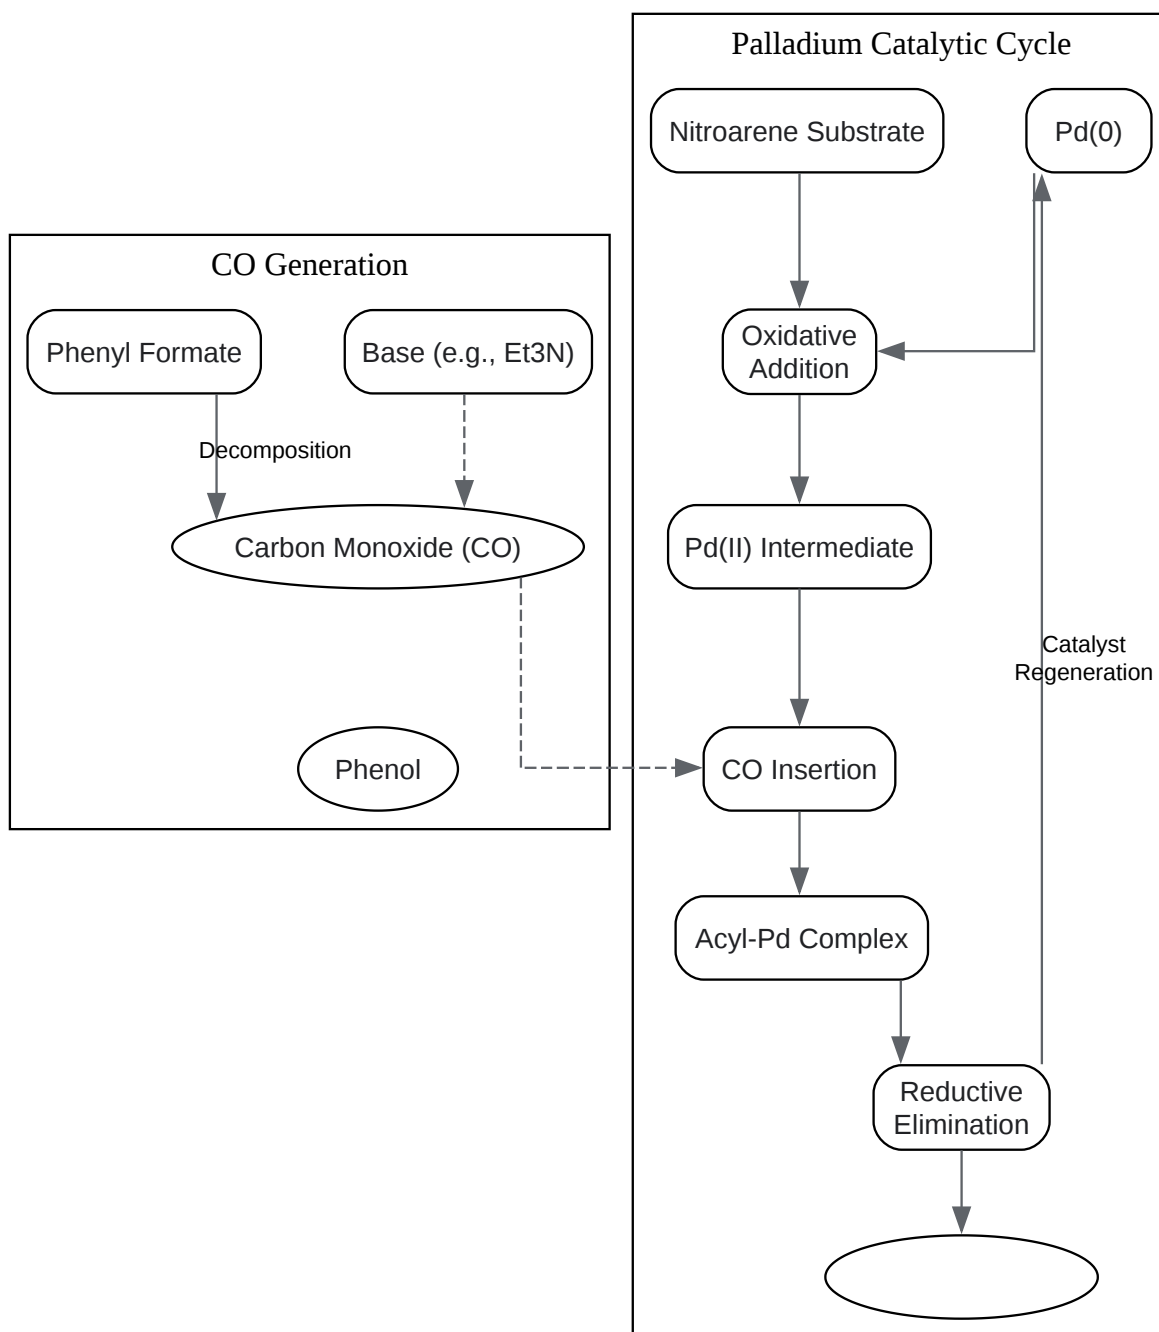 Palladium Catalytic Cycle
Nitroarene Substrate
Pd(0)
CO Generation
Phenyl Formate
Base (e.g., Et3N)
Oxidative
Addition
Decomposition
Carbon Monoxide (CO)
Pd(II) Intermediate
Catalyst
Regeneration
Phenol
CO Insertion
Acyl-Pd Complex
Reductive
Elimination